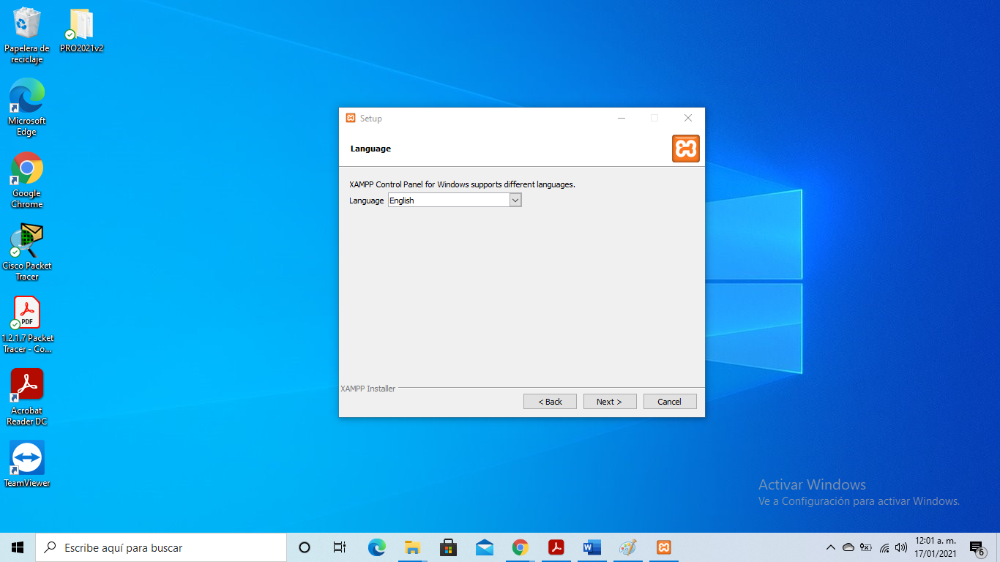 Papelera de
reciclaje
PRO2021v2
Microsoft
Edge
Google
Chrome
Cisco Packet
Tracer
PDF
1.2.1.7 Packet
Tracer - Co...
Acrobat
Reader DC
TeamViewer
Setup
Language
XAMPP Control Panel for Windows supports different languages.
Language English
XAMPP Installer
< Back Next > Cancel
Activar Windows
Ve a Configuración para activar Windows.
Escribe aquí para buscar
12:01 a. m.
17/01/2021
6